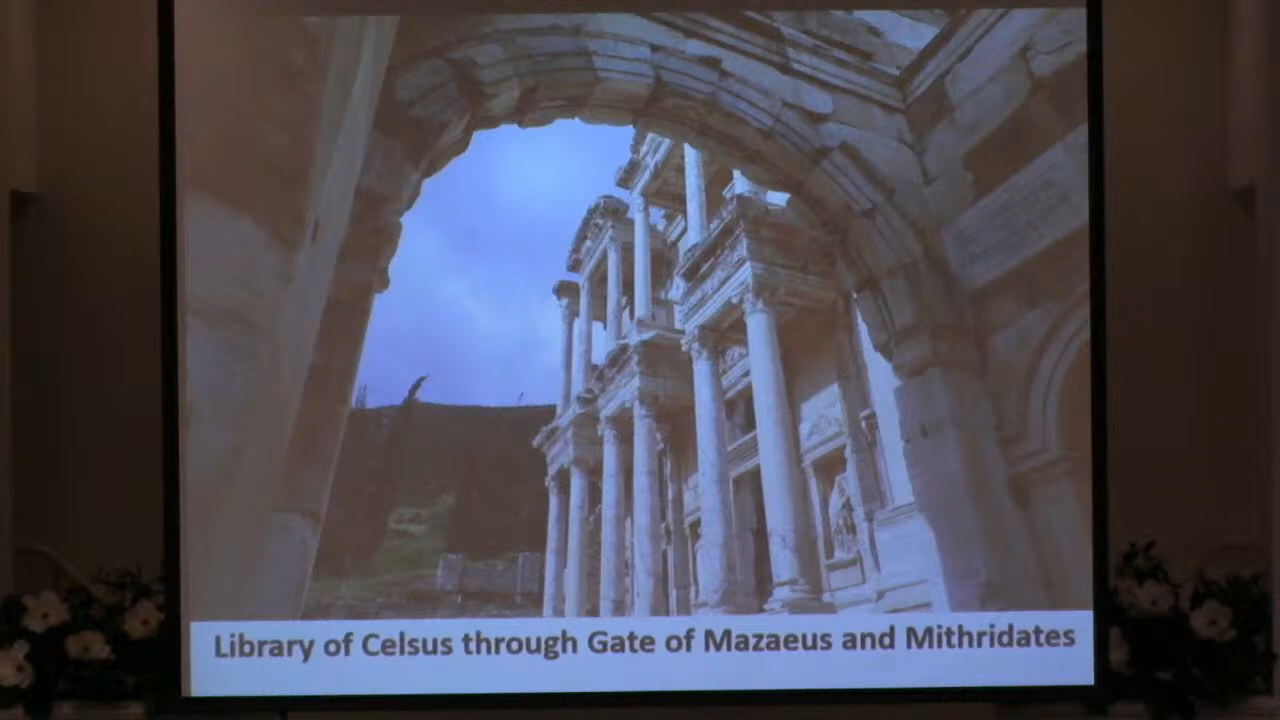 Library of Celsus through Gate of Mazaeus and Mithridates